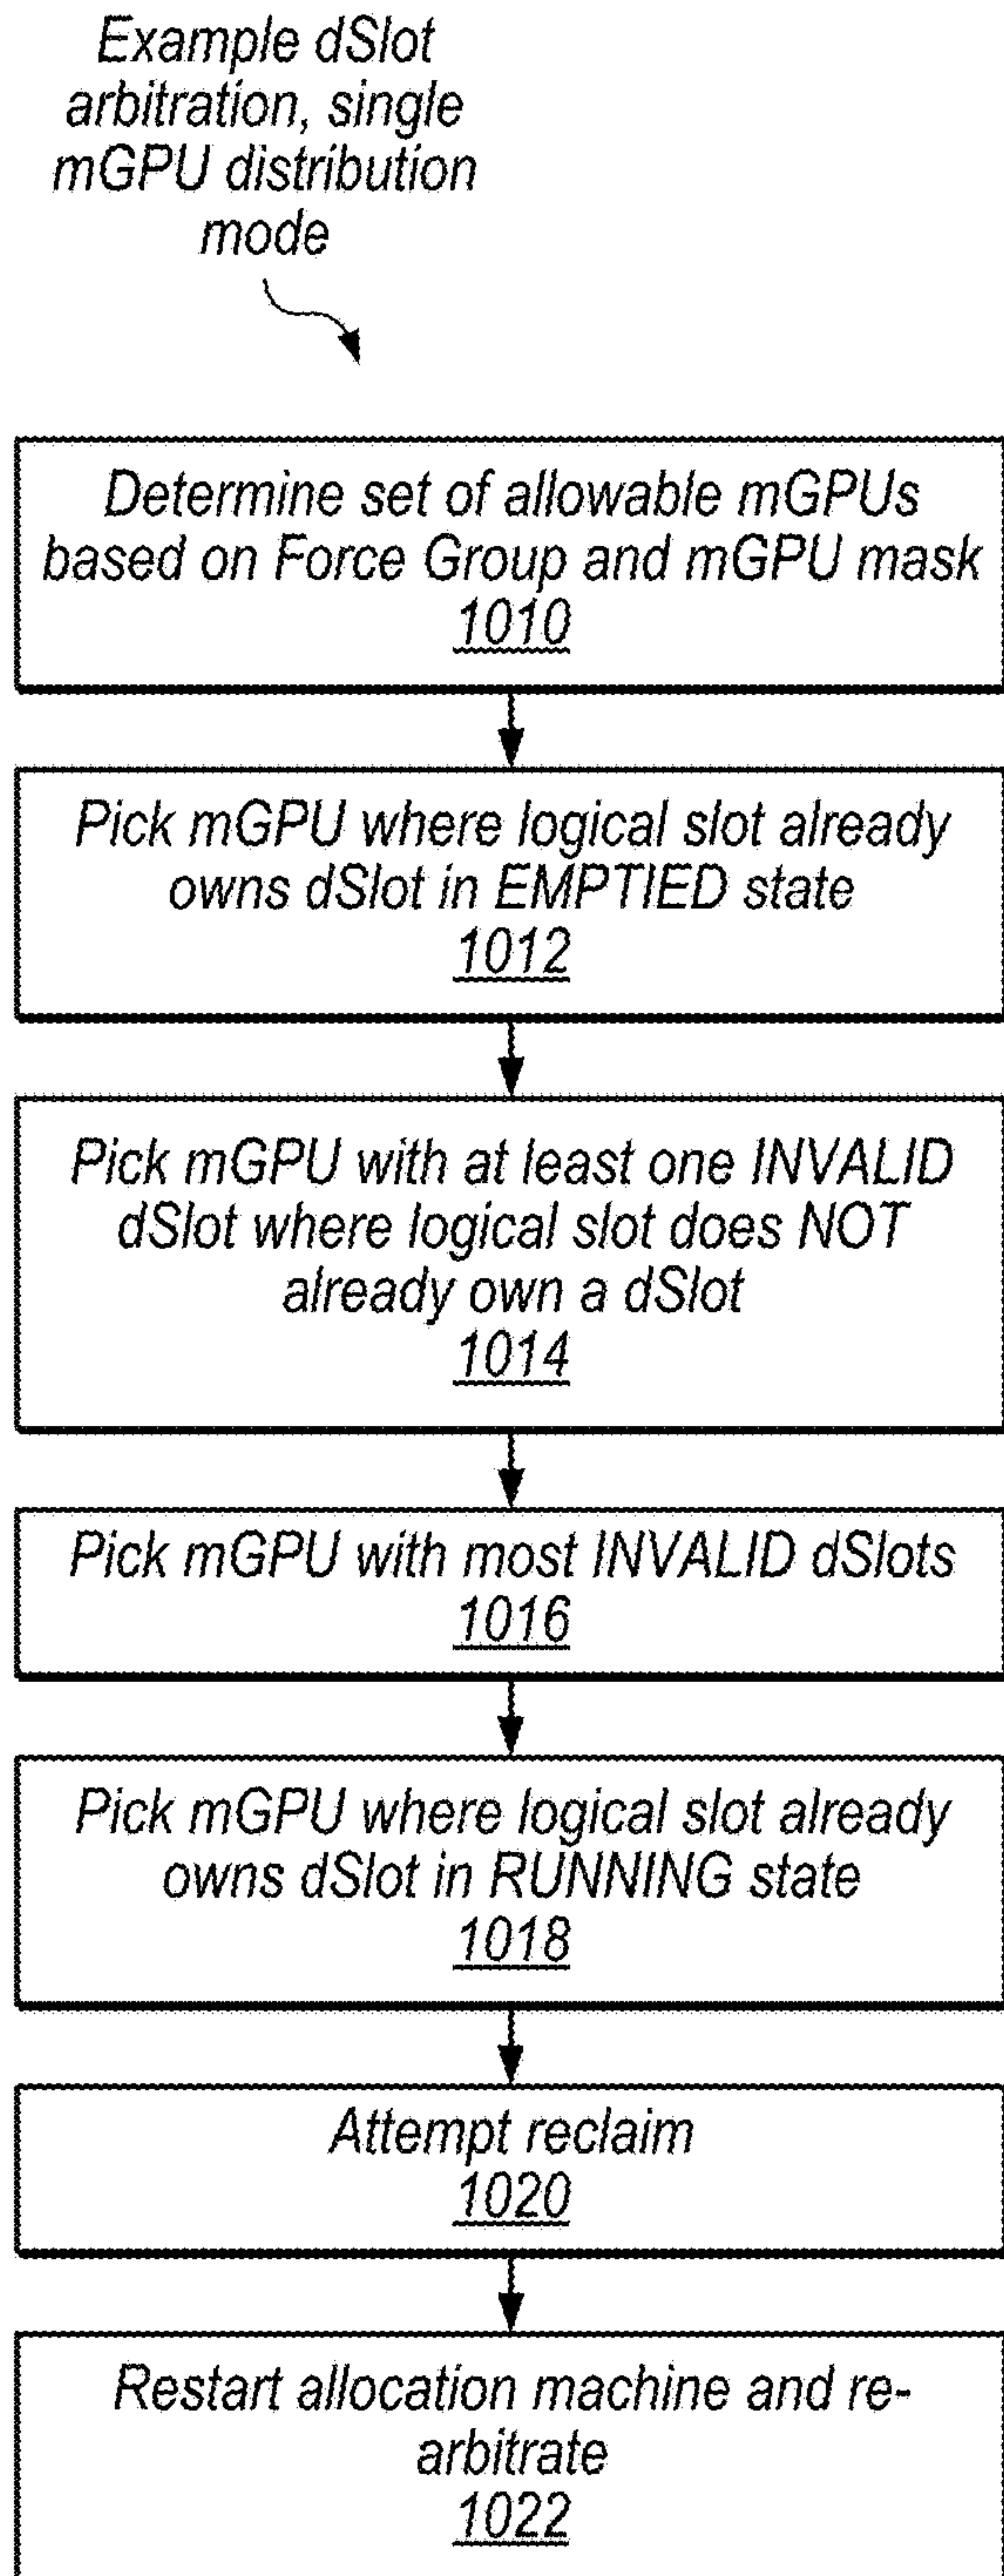 Example dSlot
arbitration, single
mGPU distribution
mode
Determine set of allowable mGPUs
based on Force Group and mGPU mask
1010
Pick mGPU where logical slot already
owns dSlot in EMPTIED state
1012
Pick mGPU with at least one INVALID
dSlot where logical slot does NOT
already own a dSlot
1014
Pick mGPU with most INVALID dSlots
1016
Pick mGPU where logical slot already
owns dSlot in RUNNING state
1018
Attempt reclaim
1020
Restart allocation machine and re-
arbitrate
1022